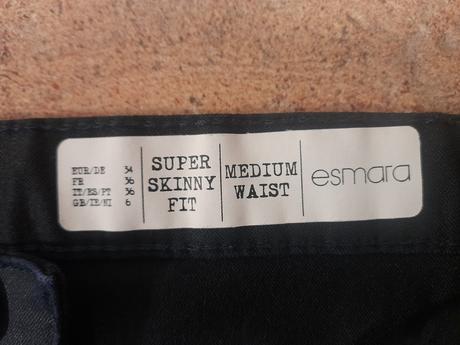 EUR/DE 34
FR 36
IT/ES/PT 36
GB/IE/NI 6
SUPER
SKINNY
FIT
MEDIUM
WAIST
esmara